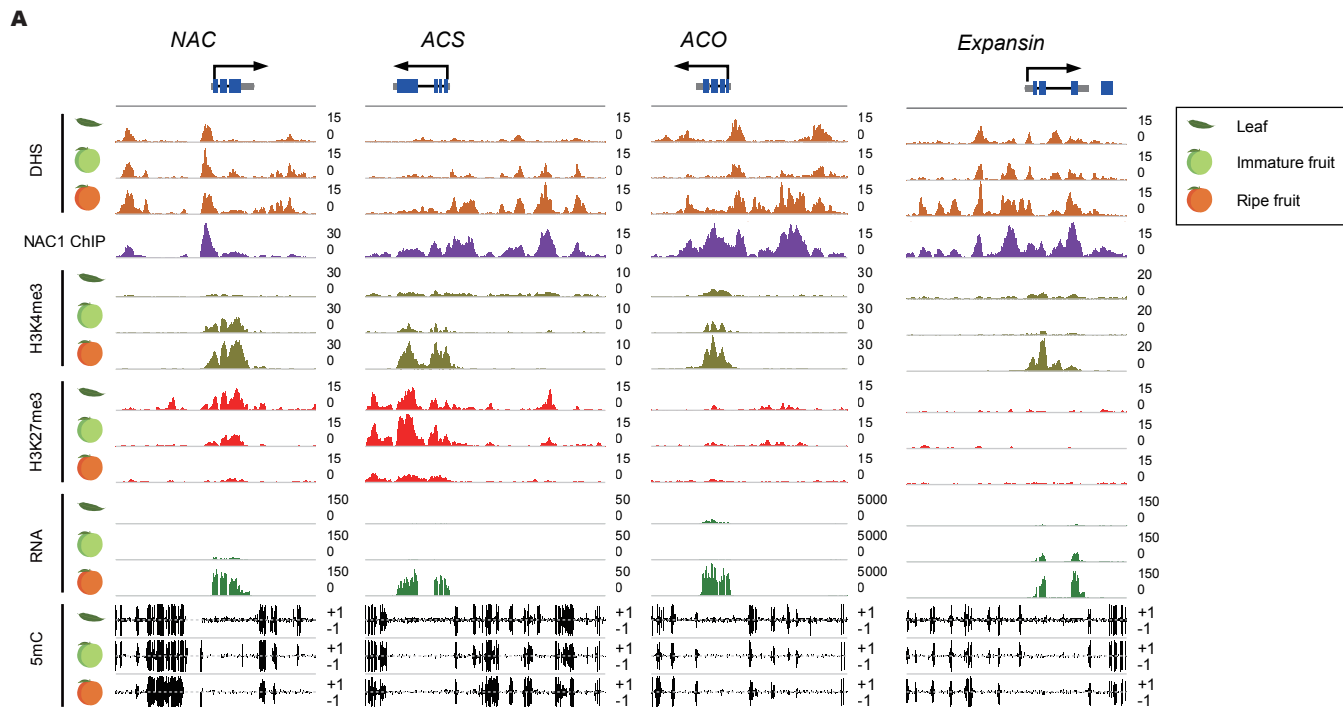 A
NAC ACS ACO Expansin
Leaf
Immature fruit
Ripe fruit
DHS
15 15 15 15
0 0 0 0
15 15 15 15
0 0 0 0
15 15 15 15
0 0 0 0
NAC1 ChIP
30 15 15 15
0 0 0 0
H3K4me3
30 10 30 20
0 0 0 0
30 10 30 20
0 0 0 0
30 10 30 20
0 0 0 0
H3K27me3
15 15 15 15
0 0 0 0
15 15 15 15
0 0 0 0
15 15 15 15
0 0 0 0
RNA
150 50 5000 150
0 0 0 0
150 50 5000 150
0 0 0 0
150 50 5000 150
0 0 0 0
5mC
+1 +1 +1 +1
-1 -1 -1 -1
+1 +1 +1 +1
-1 -1 -1 -1
+1 +1 +1 +1
-1 -1 -1 -1